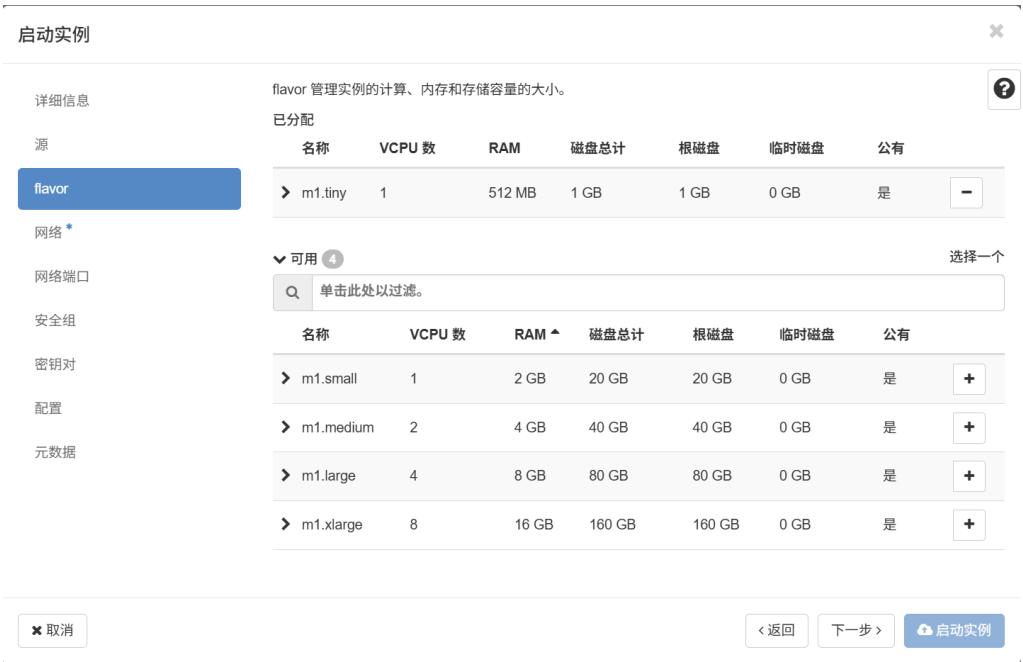 启动实例
详细信息
源
flavor
网络 *
网络端口
安全组
密钥对
配置
元数据
flavor 管理实例的计算、内存和存储容量的大小。
已分配
名称 VCPU 数 RAM 磁盘总计 根磁盘 临时磁盘 公有
m1.tiny 1 512 MB 1 GB 1 GB 0 GB 是
可用 4 选择一个
单击此处以过滤。
名称 VCPU 数 RAM 磁盘总计 根磁盘 临时磁盘 公有
m1.small 1 2 GB 20 GB 20 GB 0 GB 是
m1.medium 2 4 GB 40 GB 40 GB 0 GB 是
m1.large 4 8 GB 80 GB 80 GB 0 GB 是
m1.xlarge 8 16 GB 160 GB 160 GB 0 GB 是
取消 返回 下一步 启动实例